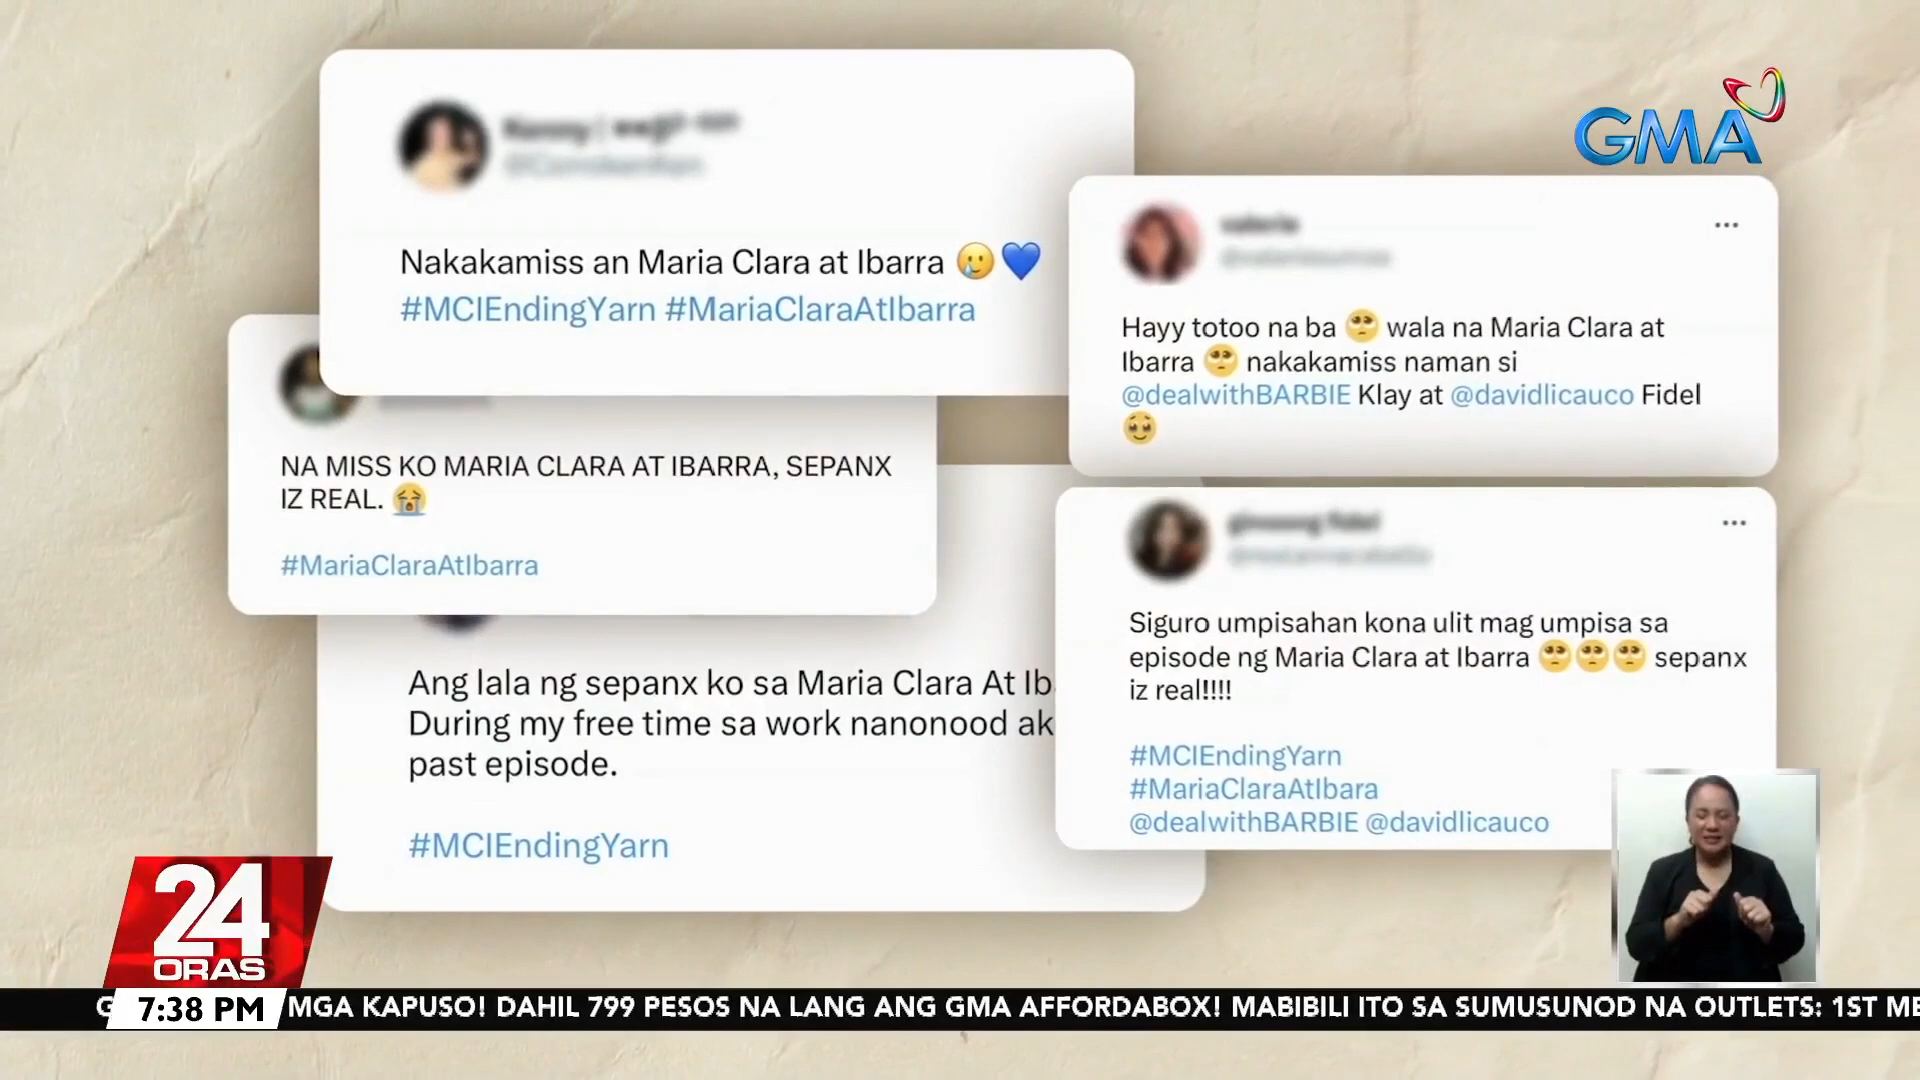 GMA
Nakakamiss an Maria Clara at Ibarra 🥲💙
#MCIEndingYarn #MariaClaraAtIbarra
NA MISS KO MARIA CLARA AT IBARRA, SEPANX
IZ REAL. 😭
#MariaClaraAtIbarra
Ang lala ng sepanx ko sa Maria Clara At Ib
During my free time sa work nanonood ak
past episode.
#MCIEndingYarn
Hayy totoo na ba 🥺 wala na Maria Clara at
Ibarra 🥺 nakakamiss naman si
@dealwithBARBIE Klay at @davidlicauco Fidel
🥹
Siguro umpisahan kona ulit mag umpisa sa
episode ng Maria Clara at Ibarra 🥺🥺🥺 sepanx
iz real!!!!
#MCIEndingYarn
#MariaClaraAtIbara
@dealwithBARBIE @davidlicauco
24
ORAS
7:38 PM
MGA KAPUSO! DAHIL 799 PESOS NA LANG ANG GMA AFFORDABOX! MABIBILI ITO SA SUMUSUNOD NA OUTLETS: 1ST ME